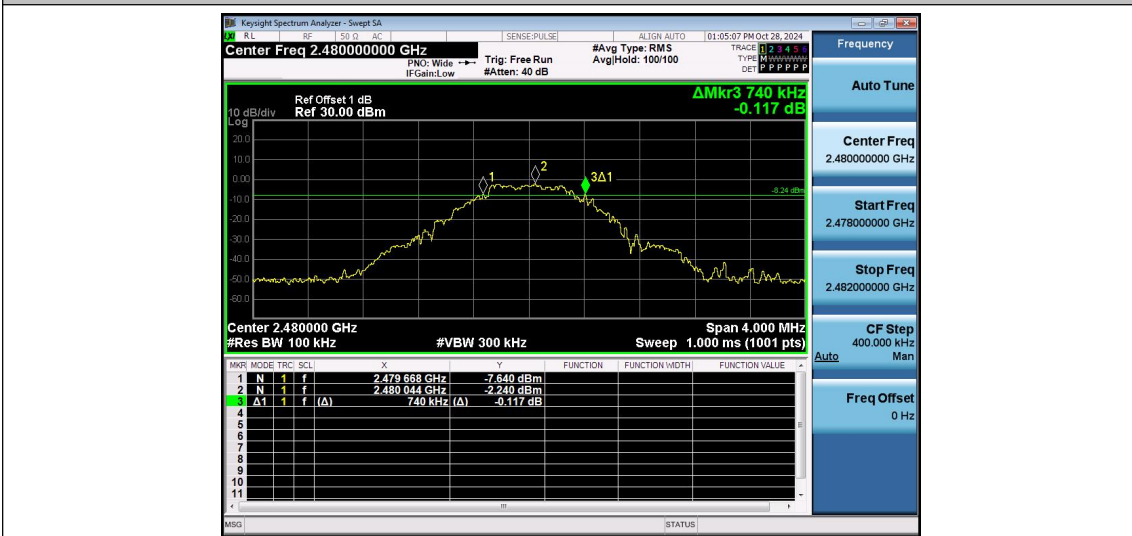 Keysight Spectrum Analyzer - Swept SA
LXI RL RF 50 Ω AC SENSE:PULSE ALIGN AUTO 01:05:07 PM Oct 28, 2024
Center Freq 2.480000000 GHz
PNO: Wide
IFGain:Low
Trig: Free Run
#Atten: 40 dB
#Avg Type: RMS
Avg|Hold: 100/100
TRACE 1 2 3 4 5 6
TYPE M WWWWW
DET P P P P P P
Frequency
ΔMkr3 740 kHz
-0.117 dB
Ref Offset 1 dB
10 dB/div Ref 30.00 dBm
Log
20.0
10.0
0.00
-10.0
-20.0
-30.0
-40.0
-50.0
-60.0
1
2
3Δ1
-8.24 dBm
Center 2.480000 GHz Span 4.000 MHz
#Res BW 100 kHz #VBW 300 kHz Sweep 1.000 ms (1001 pts)
MKR MODE TRC SCL X Y FUNCTION FUNCTION WIDTH FUNCTION VALUE
1 N 1 f 2.479 668 GHz -7.640 dBm
2 N 1 f 2.480 044 GHz -2.240 dBm
3 Δ1 1 f (Δ) 740 kHz (Δ) -0.117 dB
4
5
6
7
8
9
10
11
MSG STATUS
Auto Tune
Center Freq
2.480000000 GHz
Start Freq
2.478000000 GHz
Stop Freq
2.482000000 GHz
CF Step
400.000 kHz
Auto Man
Freq Offset
0 Hz